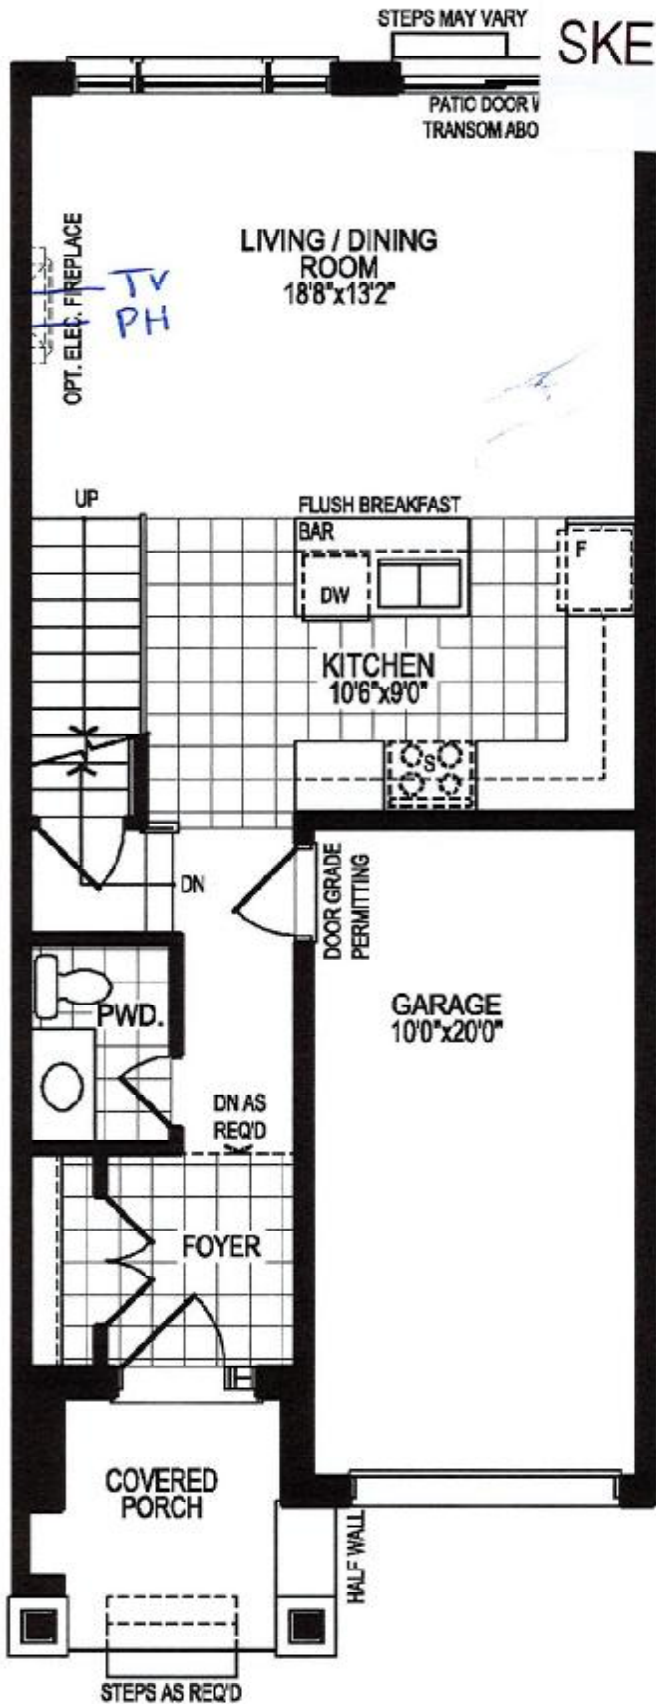 STEPS MAY VARY
SKE
PATIO DOOR W
TRANSOM ABO
LIVING / DINING
ROOM
18'8"x13'2"
OPT. ELEC. FIREPLACE
TV
PH
UP
FLUSH BREAKFAST
BAR
DW
F
KITCHEN
10'6"x9'0"
S
DN
DOOR GRADE
PERMITTING
PWD.
GARAGE
10'0"x20'0"
DN AS
REQ'D
FOYER
COVERED
PORCH
HALF WALL
STEPS AS REQ'D